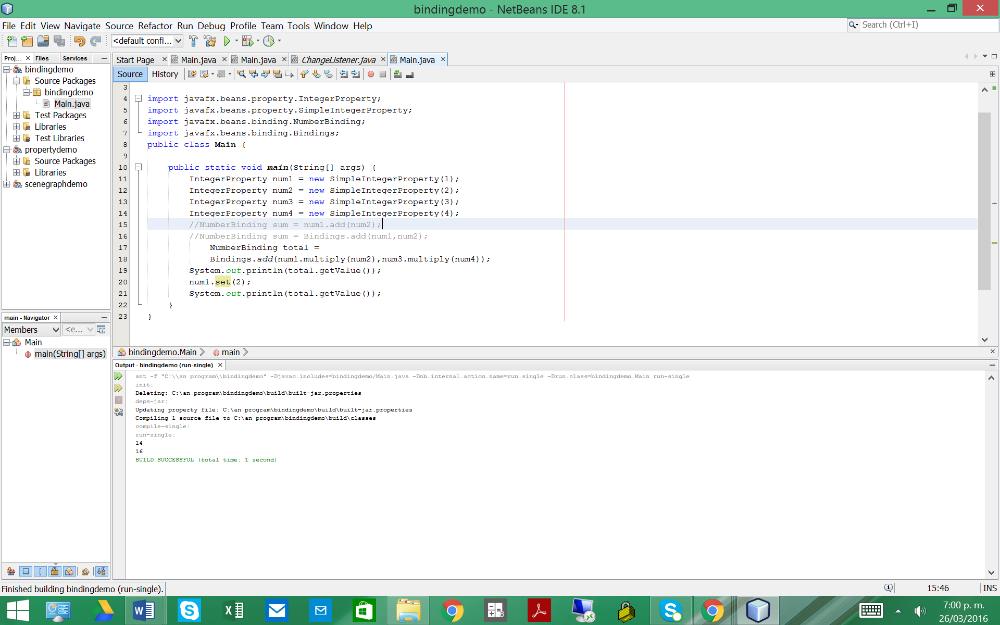 bindingdemo - NetBeans IDE 8.1
File Edit View Navigate Source Refactor Run Debug Profile Team Tools Window Help
Search (Ctrl+I)
<default confi...
Proj... Files Services
Start Page Main.java Main.java ChangeListener.java Main.java
Source History
bindingdemo
Source Packages
bindingdemo
Main.java
Test Packages
Libraries
Test Libraries
propertydemo
Source Packages
Libraries
scenegraphdemo
3
4 import javafx.beans.property.IntegerProperty;
5 import javafx.beans.property.SimpleIntegerProperty;
6 import javafx.beans.binding.NumberBinding;
7 import javafx.beans.binding.Bindings;
8 public class Main {
9
10 public static void main(String[] args) {
11 IntegerProperty num1 = new SimpleIntegerProperty(1);
12 IntegerProperty num2 = new SimpleIntegerProperty(2);
13 IntegerProperty num3 = new SimpleIntegerProperty(3);
14 IntegerProperty num4 = new SimpleIntegerProperty(4);
15 //NumberBinding sum = num1.add(num2);
16 //NumberBinding sum = Bindings.add(num1,num2);
17 NumberBinding total =
18 Bindings.add(num1.multiply(num2),num3.multiply(num4));
19 System.out.println(total.getValue());
20 num1.set(2);
21 System.out.println(total.getValue());
22 }
23 }
bindingdemo.Main main
main - Navigator
Members <e...
Main
main(String[] args)
Output - bindingdemo (run-single)
ant -f "C:\\an program\\bindingdemo" -Djavac.includes=bindingdemo/Main.java -Dnb.internal.action.name=run.single -Drun.class=bindingdemo.Main run-single
init:
Deleting: C:\an program\bindingdemo\build\built-jar.properties
deps-jar:
Updating property file: C:\an program\bindingdemo\build\built-jar.properties
Compiling 1 source file to C:\an program\bindingdemo\build\classes
compile-single:
run-single:
14
16
BUILD SUCCESSFUL (total time: 1 second)
Finished building bindingdemo (run-single).
15:46 INS
7:00 p. m.
26/03/2016